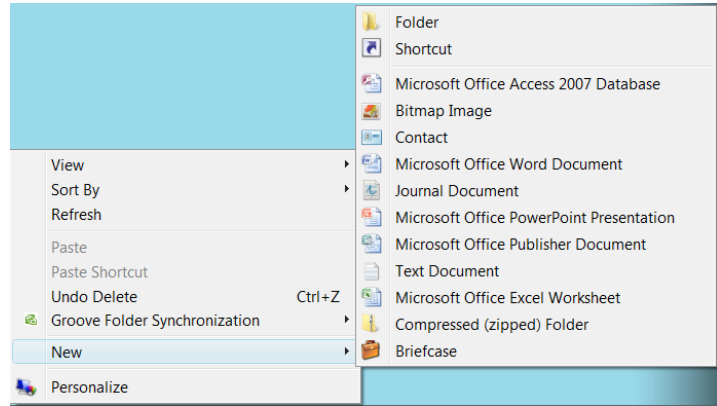 Folder
Shortcut
Microsoft Office Access 2007 Database
Bitmap Image
Contact
Microsoft Office Word Document
Journal Document
Microsoft Office PowerPoint Presentation
Microsoft Office Publisher Document
Text Document
Microsoft Office Excel Worksheet
Compressed (zipped) Folder
Briefcase
View
Sort By
Refresh
Paste
Paste Shortcut
Undo Delete Ctrl+Z
Groove Folder Synchronization
New
Personalize